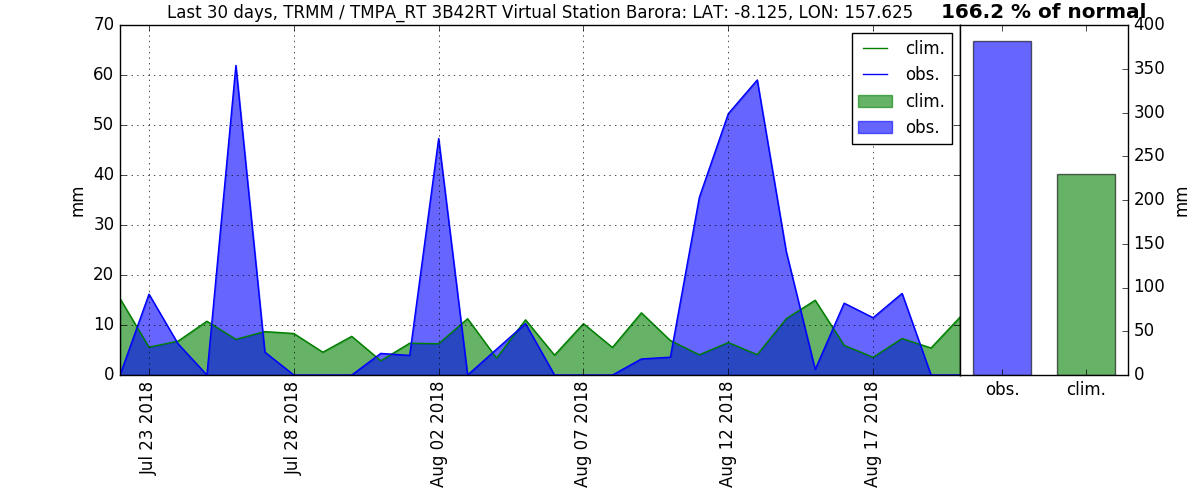 Last 30 days, TRMM / TMPA_RT 3B42RT Virtual Station Barora: LAT: -8.125, LON: 157.625
166.2 % of normal
70
60
50
40
30
20
10
0
mm
clim.
obs.
clim.
obs.
Jul 23 2018
Jul 28 2018
Aug 02 2018
Aug 07 2018
Aug 12 2018
Aug 17 2018
400
350
300
250
200
150
100
50
0
mm
obs.
clim.